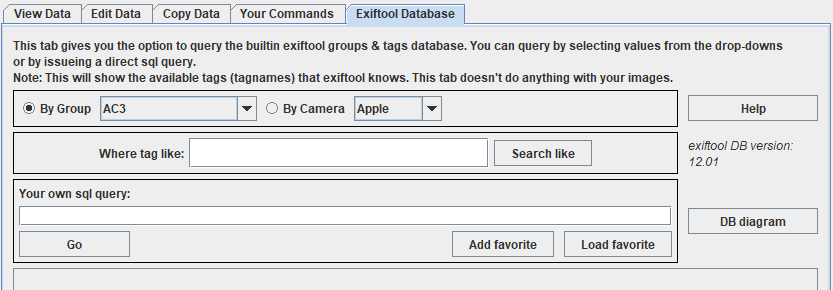 View Data Edit Data Copy Data Your Commands Exiftool Database
This tab gives you the option to query the builtin exiftool groups & tags database. You can query by selecting values from the drop-downs
or by issueing a direct sql query.
Note: This will show the available tags (tagnames) that exiftool knows. This tab doesn't do anything with your images.
By Group AC3 By Camera Apple Help
Where tag like: Search like
exiftool DB version:
12.01
Your own sql query:
DB diagram
Go Add favorite Load favorite